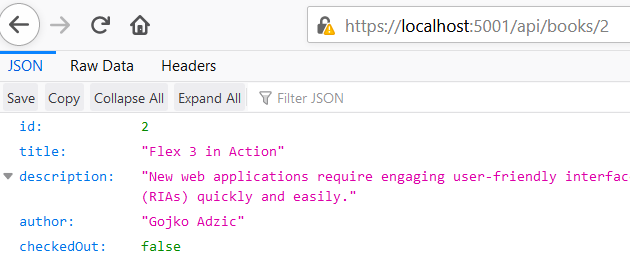 https://localhost:5001/api/books/2
JSON Raw Data Headers
Save Copy Collapse All Expand All Filter JSON
id: 2
title: "Flex 3 in Action"
description: "New web applications require engaging user-friendly interfac
(RIAs) quickly and easily."
author: "Gojko Adzic"
checkedOut: false